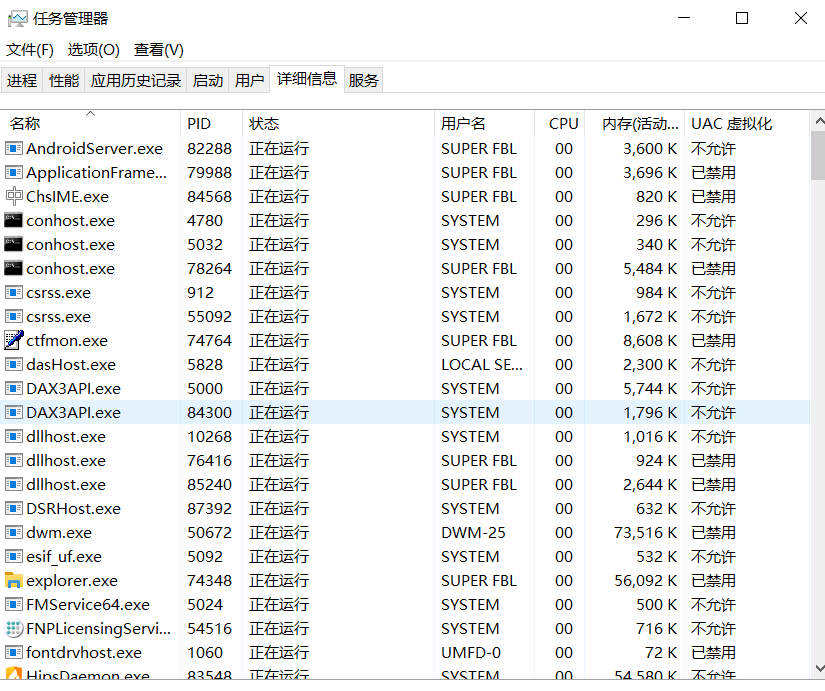 任务管理器
文件(F) 选项(O) 查看(V)
进程 性能 应用历史记录 启动 用户 详细信息 服务
名称 PID 状态 用户名 CPU 内存(活动... UAC 虚拟化
AndroidServer.exe 82288 正在运行 SUPER FBL 00 3,600 K 不允许
ApplicationFrame... 79988 正在运行 SUPER FBL 00 3,696 K 已禁用
ChsIME.exe 84568 正在运行 SUPER FBL 00 820 K 已禁用
conhost.exe 4780 正在运行 SYSTEM 00 296 K 不允许
conhost.exe 5032 正在运行 SYSTEM 00 340 K 不允许
conhost.exe 78264 正在运行 SUPER FBL 00 5,484 K 已禁用
csrss.exe 912 正在运行 SYSTEM 00 984 K 不允许
csrss.exe 55092 正在运行 SYSTEM 00 1,672 K 不允许
ctfmon.exe 74764 正在运行 SUPER FBL 00 8,608 K 已禁用
dasHost.exe 5828 正在运行 LOCAL SE... 00 2,300 K 不允许
DAX3API.exe 5000 正在运行 SYSTEM 00 5,744 K 不允许
DAX3API.exe 84300 正在运行 SYSTEM 00 1,796 K 不允许
dllhost.exe 10268 正在运行 SYSTEM 00 1,016 K 不允许
dllhost.exe 76416 正在运行 SUPER FBL 00 924 K 已禁用
dllhost.exe 85240 正在运行 SUPER FBL 00 2,644 K 已禁用
DSRHost.exe 87392 正在运行 SYSTEM 00 632 K 不允许
dwm.exe 50672 正在运行 DWM-25 00 73,516 K 已禁用
esif_uf.exe 5092 正在运行 SYSTEM 00 532 K 不允许
explorer.exe 74348 正在运行 SUPER FBL 00 56,092 K 已禁用
FMService64.exe 5024 正在运行 SYSTEM 00 500 K 不允许
FNPLicensingServi... 54516 正在运行 SYSTEM 00 716 K 不允许
fontdrvhost.exe 1060 正在运行 UMFD-0 00 72 K 已禁用
HipsDaemon.exe 83548 正在运行 SYSTEM 00 54,580 K 不允许